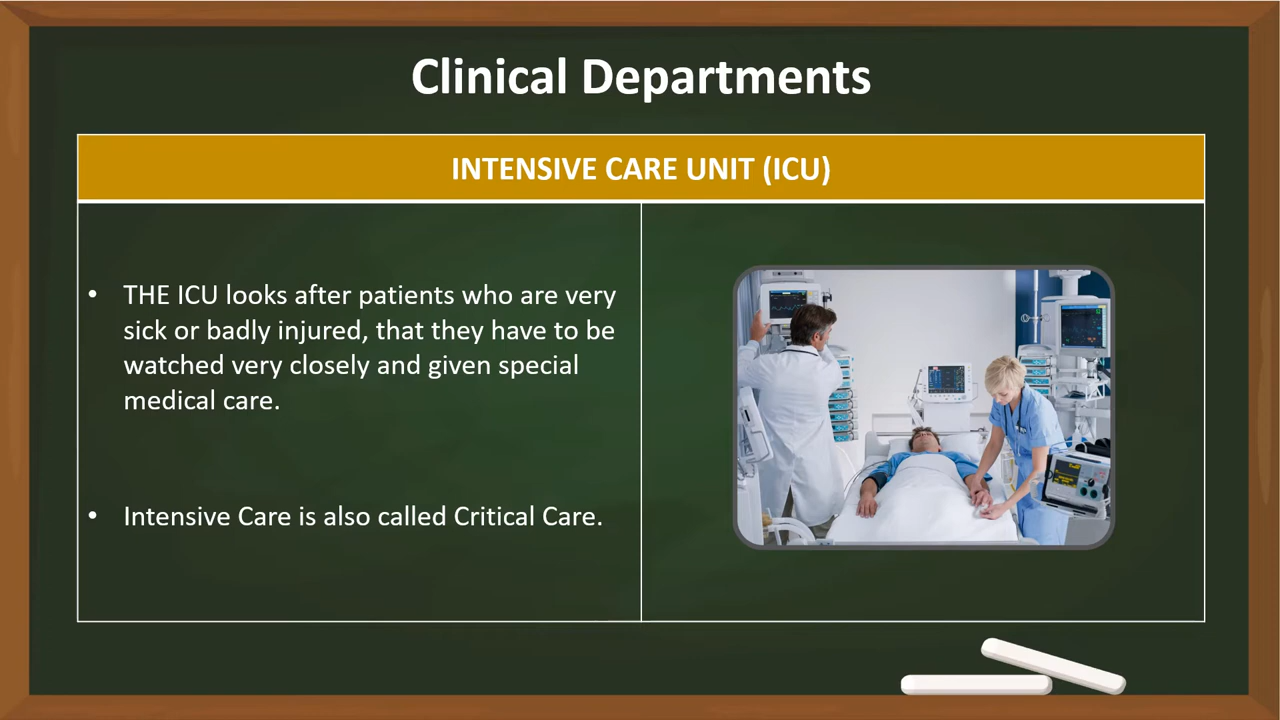 Clinical Departments
INTENSIVE CARE UNIT (ICU)
• THE ICU looks after patients who are very
sick or badly injured, that they have to be
watched very closely and given special
medical care.
• Intensive Care is also called Critical Care.